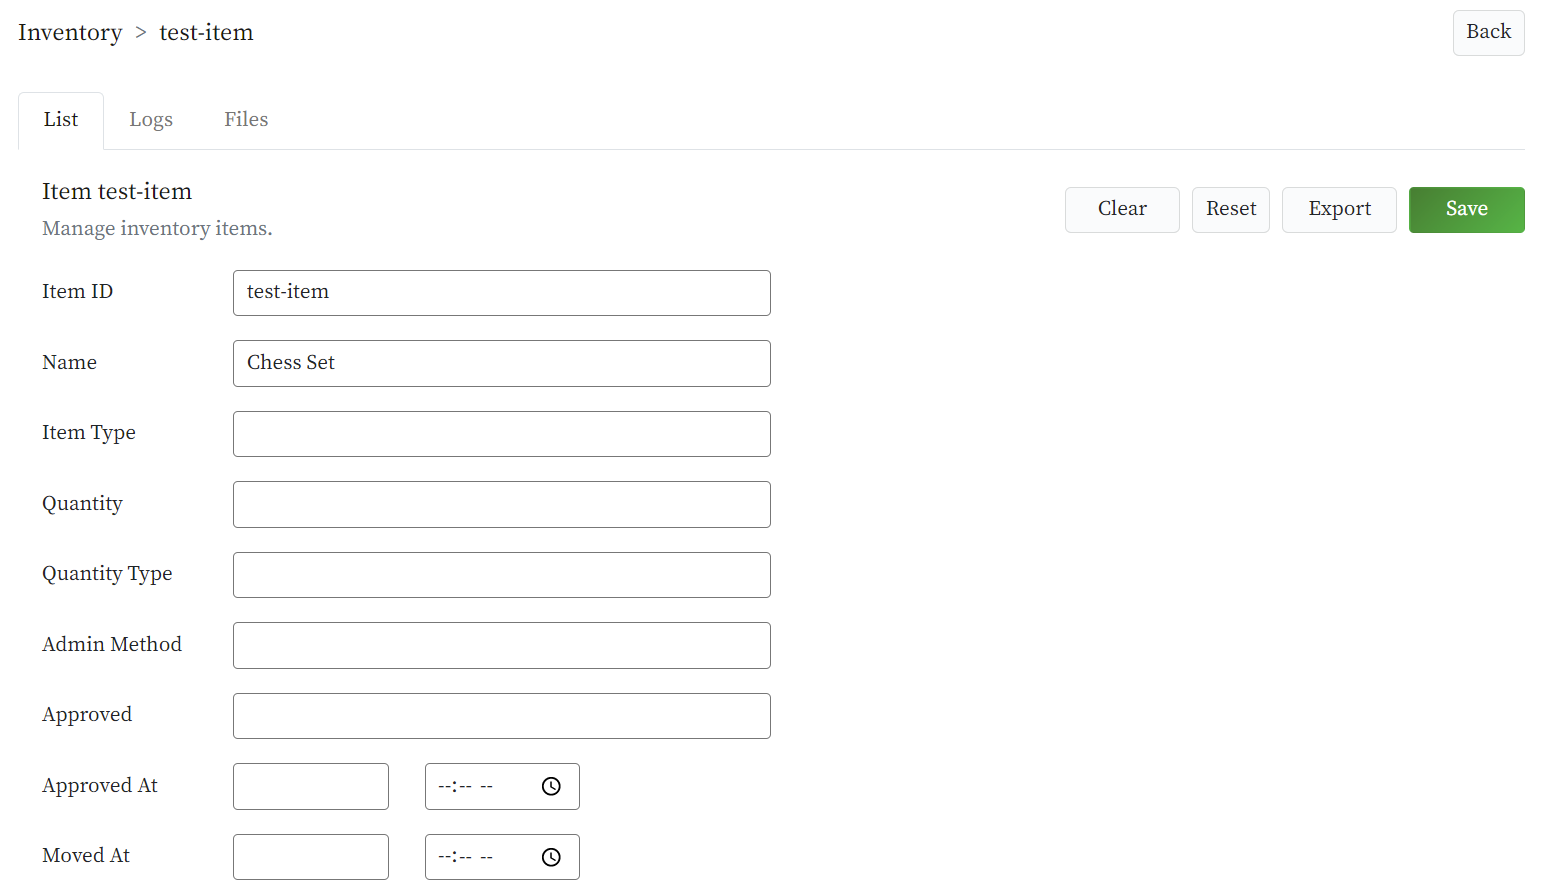 Inventory > test-item
Back
List Logs Files
Item test-item
Manage inventory items.
Clear Reset Export Save
Item ID test-item
Name Chess Set
Item Type
Quantity
Quantity Type
Admin Method
Approved
Approved At --:-- --
Moved At --:-- --